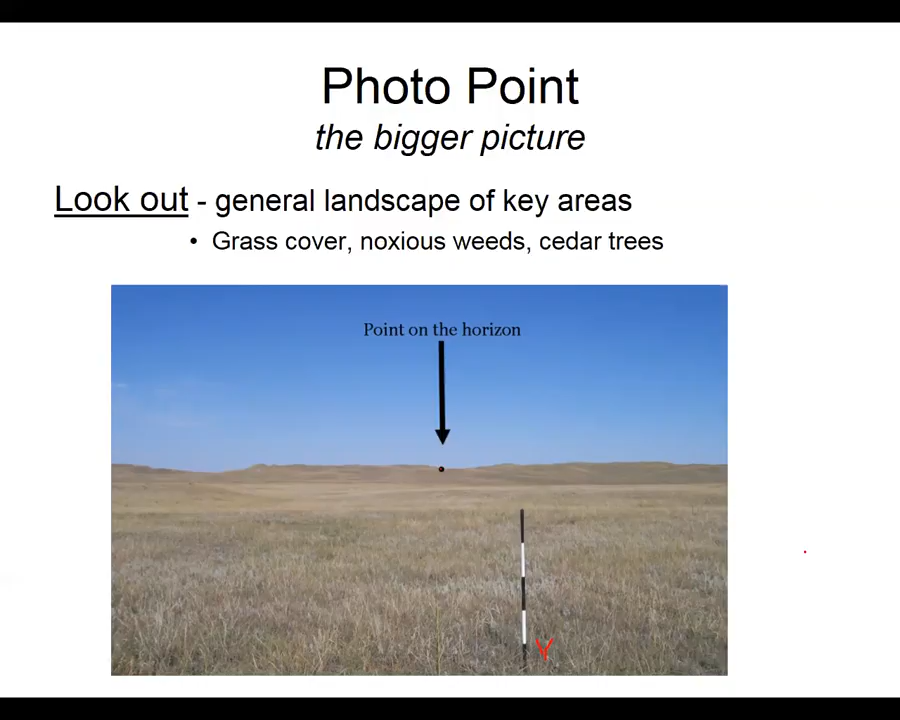 Photo Point
the bigger picture
Look out - general landscape of key areas
• Grass cover, noxious weeds, cedar trees
Point on the horizon
Y